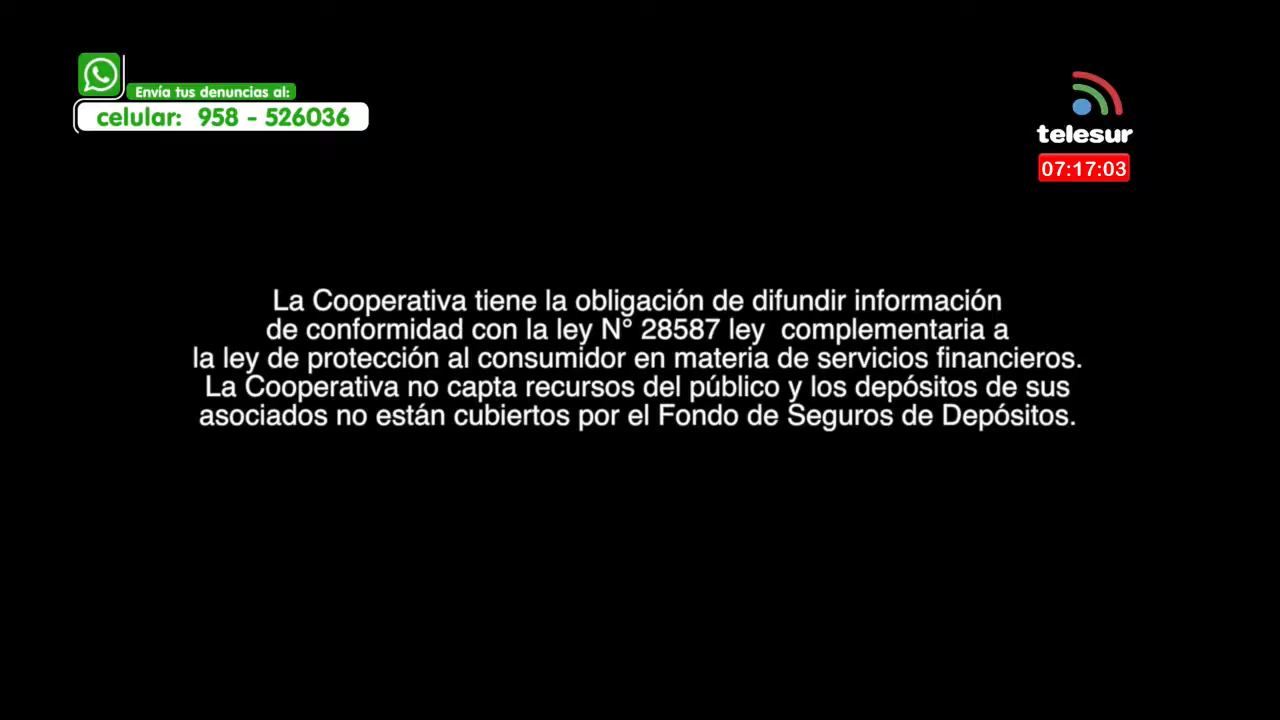 Envía tus denuncias al:
celular: 958 - 526036
telesur
07:17:03
La Cooperativa tiene la obligación de difundir información
de conformidad con la ley N° 28587 ley complementaria a
la ley de protección al consumidor en materia de servicios financieros.
La Cooperativa no capta recursos del público y los depósitos de sus
asociados no están cubiertos por el Fondo de Seguros de Depósitos.